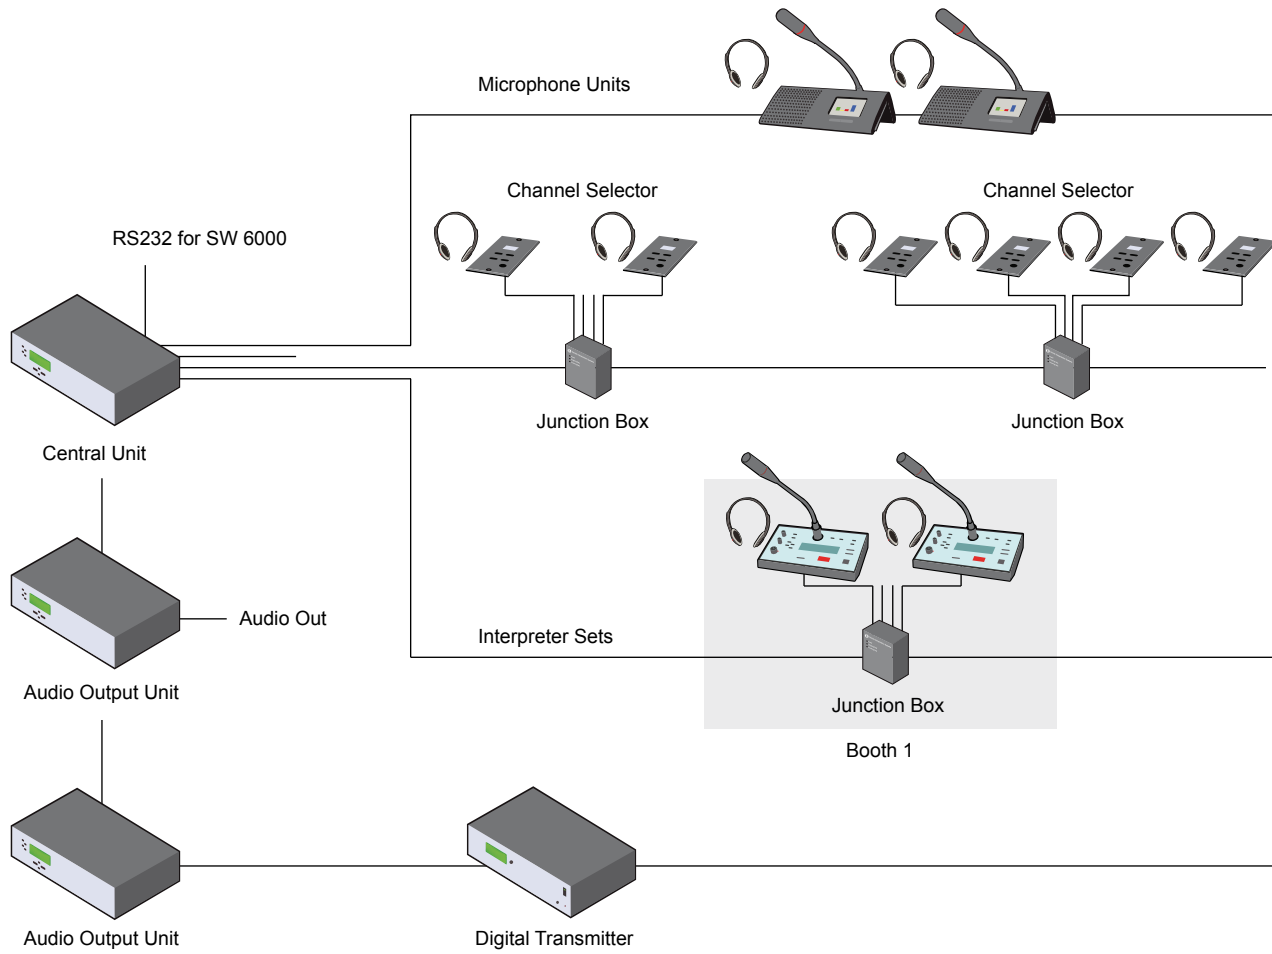 Microphone Units
Channel Selector
Channel Selector
RS232 for SW 6000
Junction Box
Junction Box
Central Unit
Audio Out
Interpreter Sets
Audio Output Unit
Junction Box
Booth 1
Audio Output Unit
Digital Transmitter